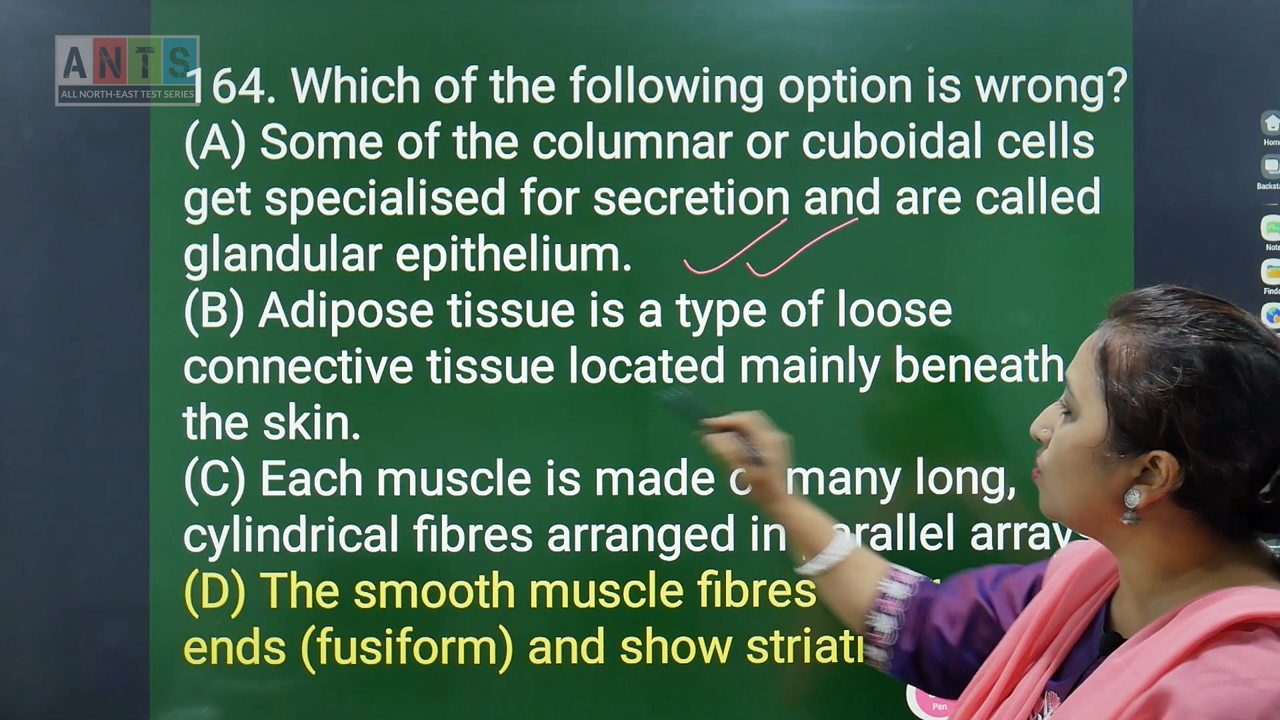 ANTS
ALL NORTH-EAST TEST SERIES
164. Which of the following option is wrong?
(A) Some of the columnar or cuboidal cells
get specialised for secretion and are called
glandular epithelium.
(B) Adipose tissue is a type of loose
connective tissue located mainly beneath
the skin.
(C) Each muscle is made many long,
cylindrical fibres arranged in
(D) The smooth muscle fibres
ends (fusiform) and show
Pen